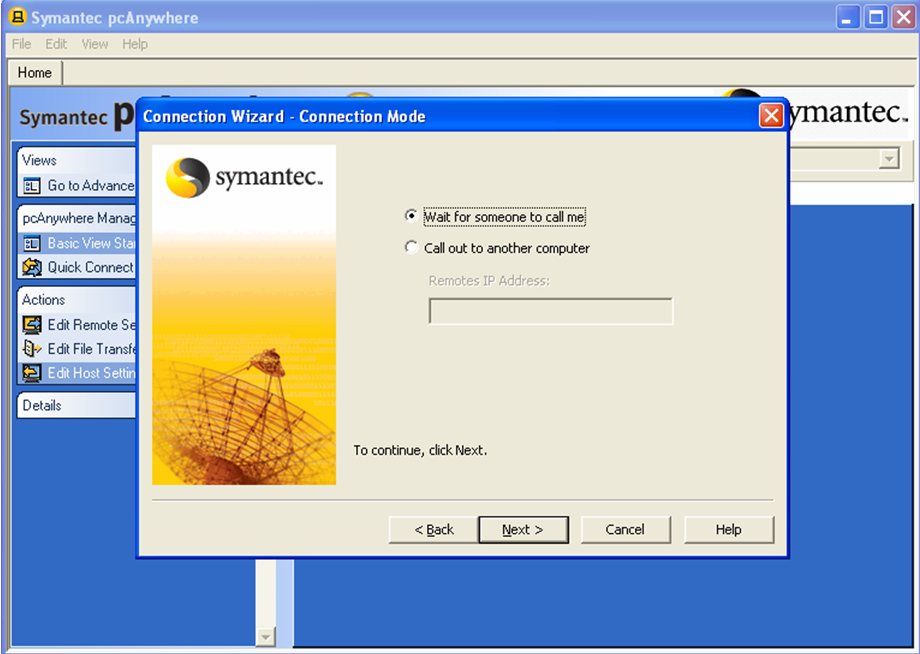 Symantec pcAnywhere
File Edit View Help
Home
Symantec p
ymantec.
Views
Go to Advance
pcAnywhere Manag
Basic View Sta
Quick Connect
Actions
Edit Remote Se
Edit File Transfe
Edit Host Settin
Details
Connection Wizard - Connection Mode
symantec.
Wait for someone to call me
Call out to another computer
Remotes IP Address:
To continue, click Next.
< Back Next > Cancel Help